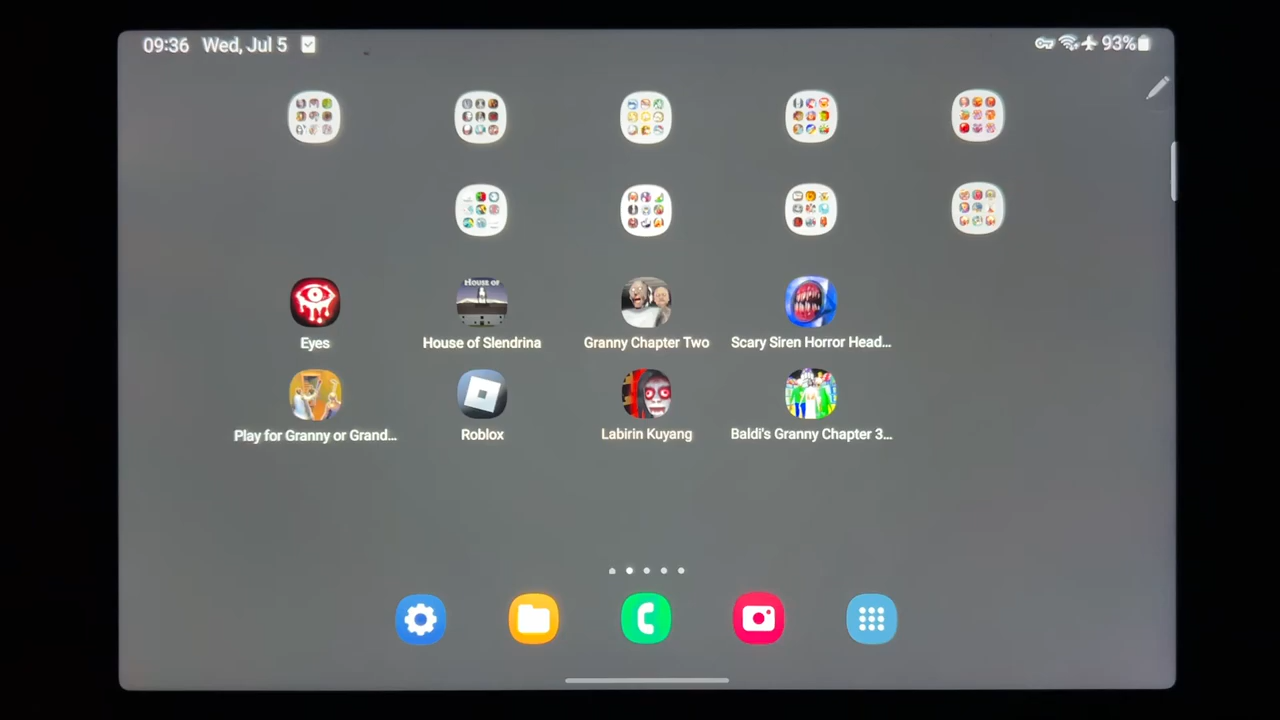 09:36 Wed, Jul 5
93%
HOUSE OF
Eyes
House of Slendrina
Granny Chapter Two
Scary Siren Horror Head...
Play for Granny or Grand...
Roblox
Labirin Kuyang
Baldi's Granny Chapter 3...